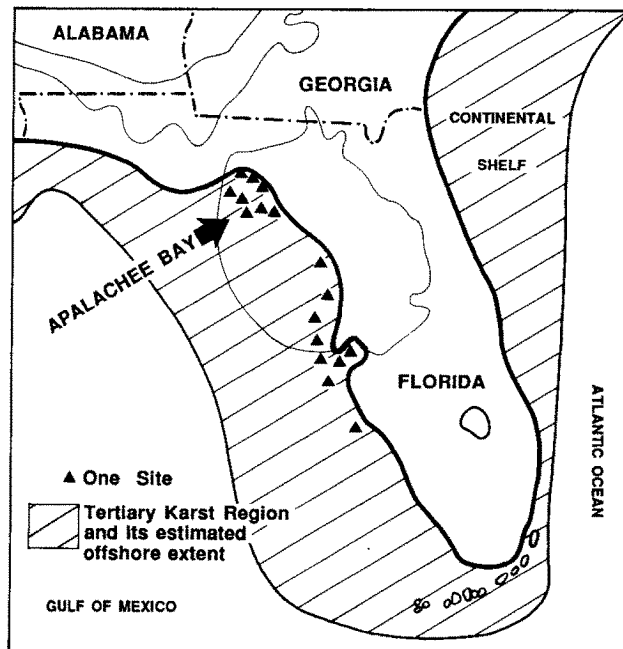 ALABAMA
GEORGIA
CONTINENTAL
SHELF
APALACHEE BAY
FLORIDA
ATLANTIC OCEAN
One Site
Tertiary Karst Region
and its estimated
offshore extent
GULF OF MEXICO